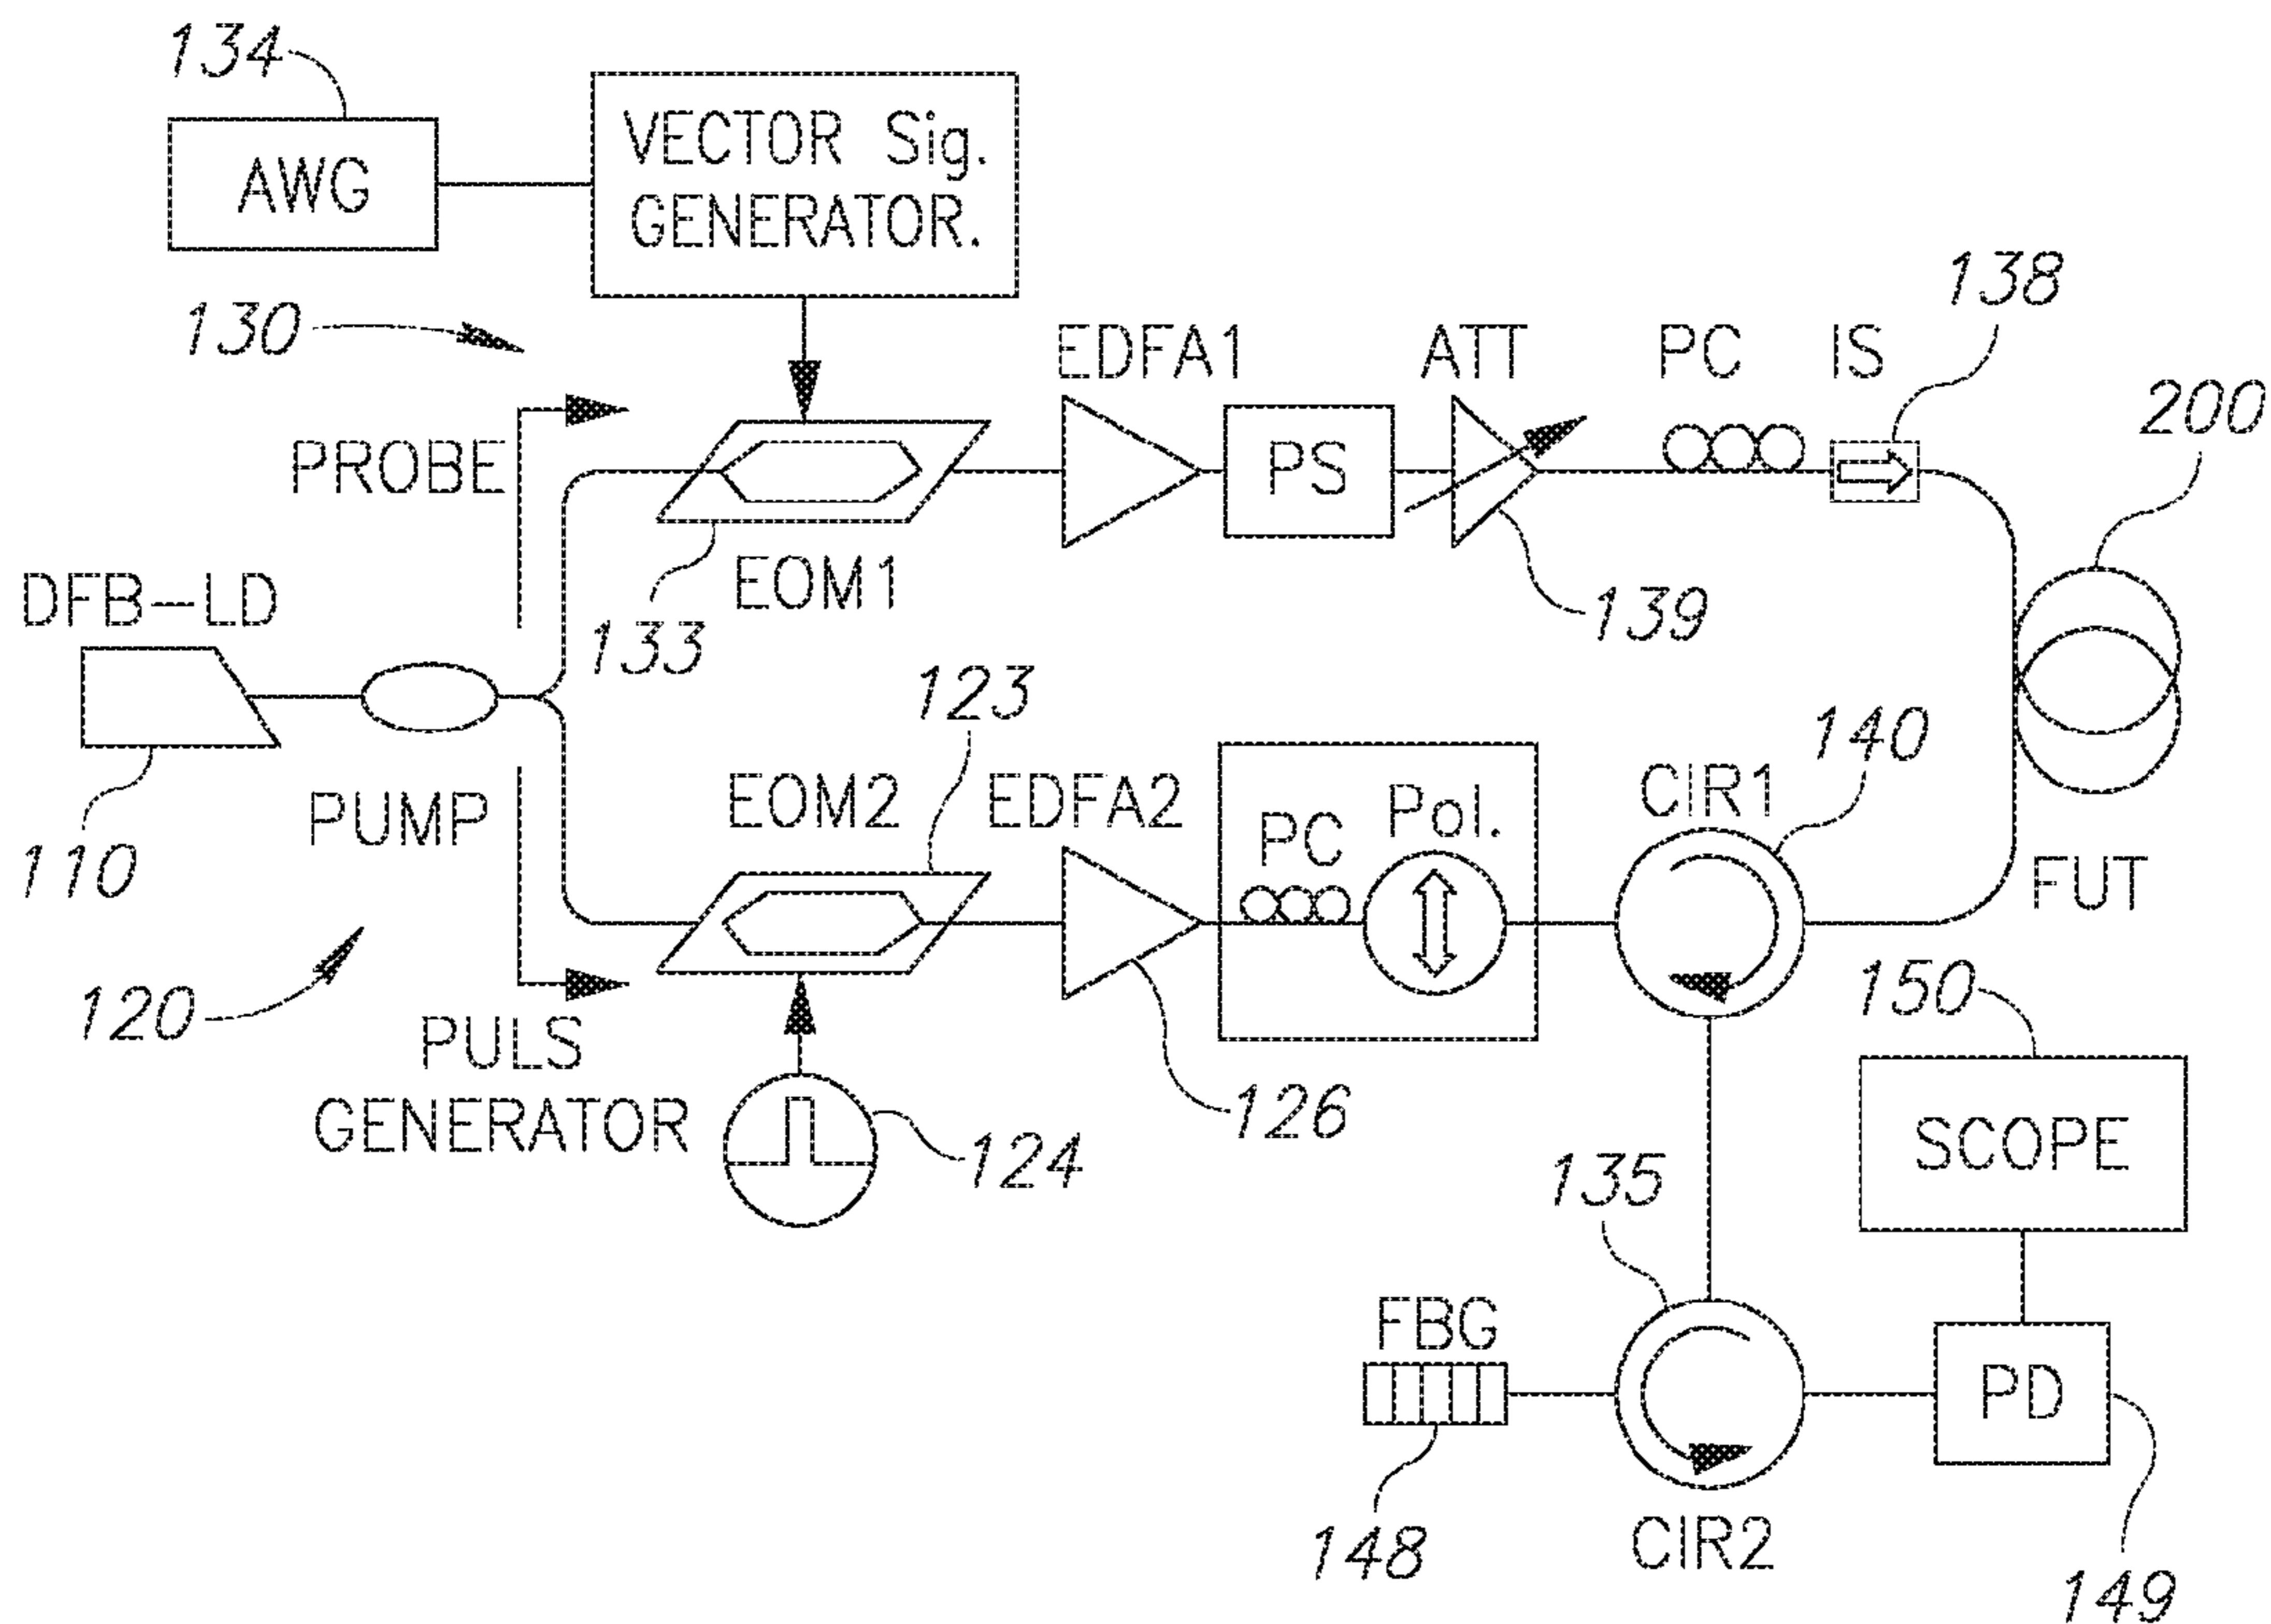 134
AWG
VECTOR Sig.
GENERATOR.
130
138
EDFA1
ATT
PC
IS
200
PROBE
PS
EOM1
139
DFB-LD
133
123
140
PUMP
EOM2
EDFA2
PC
Pol.
CIR1
110
FUT
120
150
PULS
GENERATOR
126
124
SCOPE
135
FBG
PD
148
CIR2
149